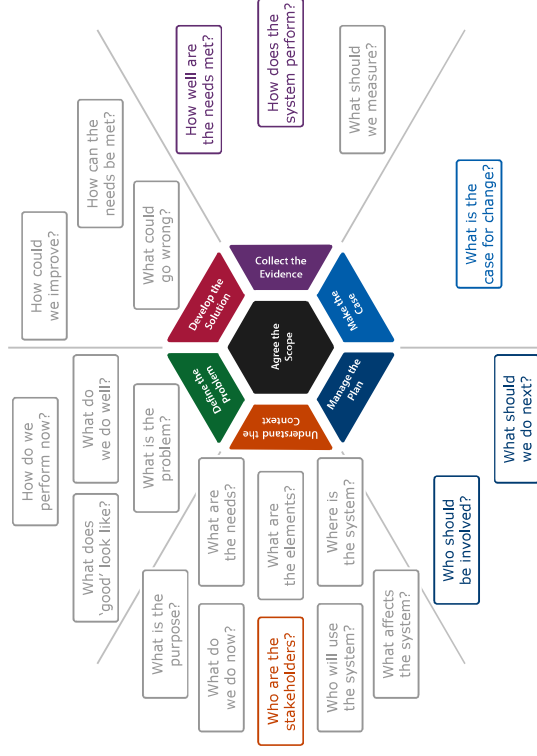 How well are
the needs met?
How does the
system perform?
What should
we measure?
How can the
needs be met?
What could
go wrong?
How could
we improve?
What is the
case for change?
Collect the
Evidence
Develop the
Solution
Make the
Case
Agree the
Scope
Define the
Problem
Manage the
Plan
Understand the
Context
How do we
perform now?
What do
we do well?
What is the
problem?
What does
‘good’ look like?
What should
we do next?
Who should
be involved?
What are
the needs?
What are
the elements?
Where is
the system?
What is the
purpose?
What do
we do now?
Who are the
stakeholders?
Who will use
the system?
What affects
the system?